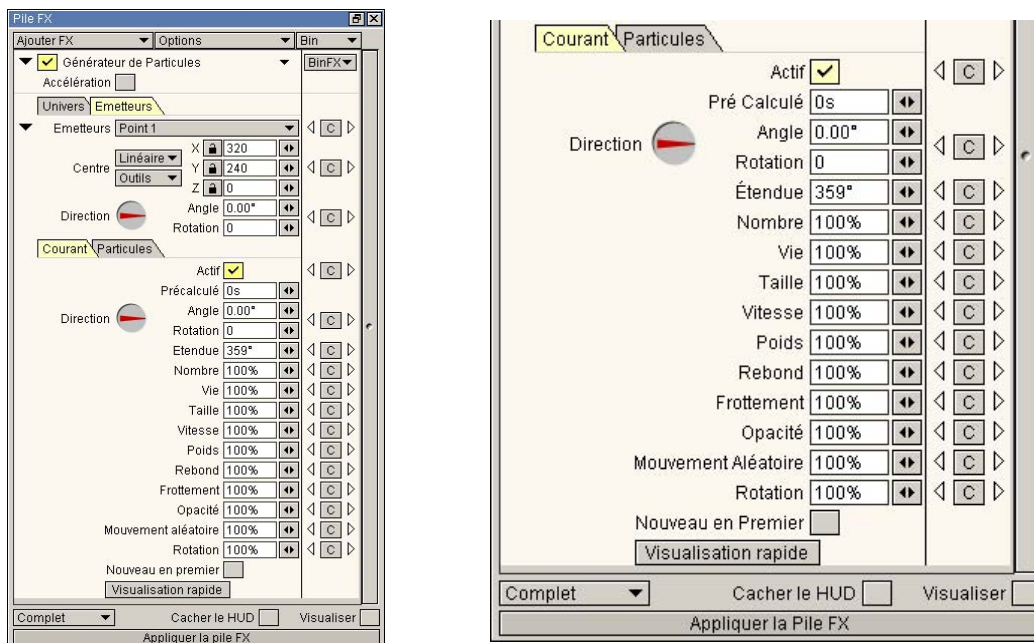 Pile FX
Ajouter FX Options Bin
Générateur de Particules BinFX
Accélération
Univers Emetteurs
Emetteurs Point 1 C
X 320
Centre Linéaire Y 240 C
Outils Z 0
Direction Angle 0.00° C
Rotation 0
Courant Particules
Actif C
Précalculé 0s
Direction Angle 0.00° C
Rotation 0
Etendue 359° C
Nombre 100% C
Vie 100% C
Taille 100% C
Vitesse 100% C
Poids 100% C
Rebond 100% C
Frottement 100% C
Opacité 100% C
Mouvement aléatoire 100% C
Rotation 100% C
Nouveau en premier
Visualisation rapide
Complet Cacher le HUD Visualiser
Appliquer la pile FX
Courant Particules
Actif C
Pré Calculé 0s
Direction Angle 0.00° C
Rotation 0
Étendue 359° C
Nombre 100% C
Vie 100% C
Taille 100% C
Vitesse 100% C
Poids 100% C
Rebond 100% C
Frottement 100% C
Opacité 100% C
Mouvement Aléatoire 100% C
Rotation 100% C
Nouveau en Premier
Visualisation rapide
Complet Cacher le HUD Visualiser
Appliquer la Pile FX